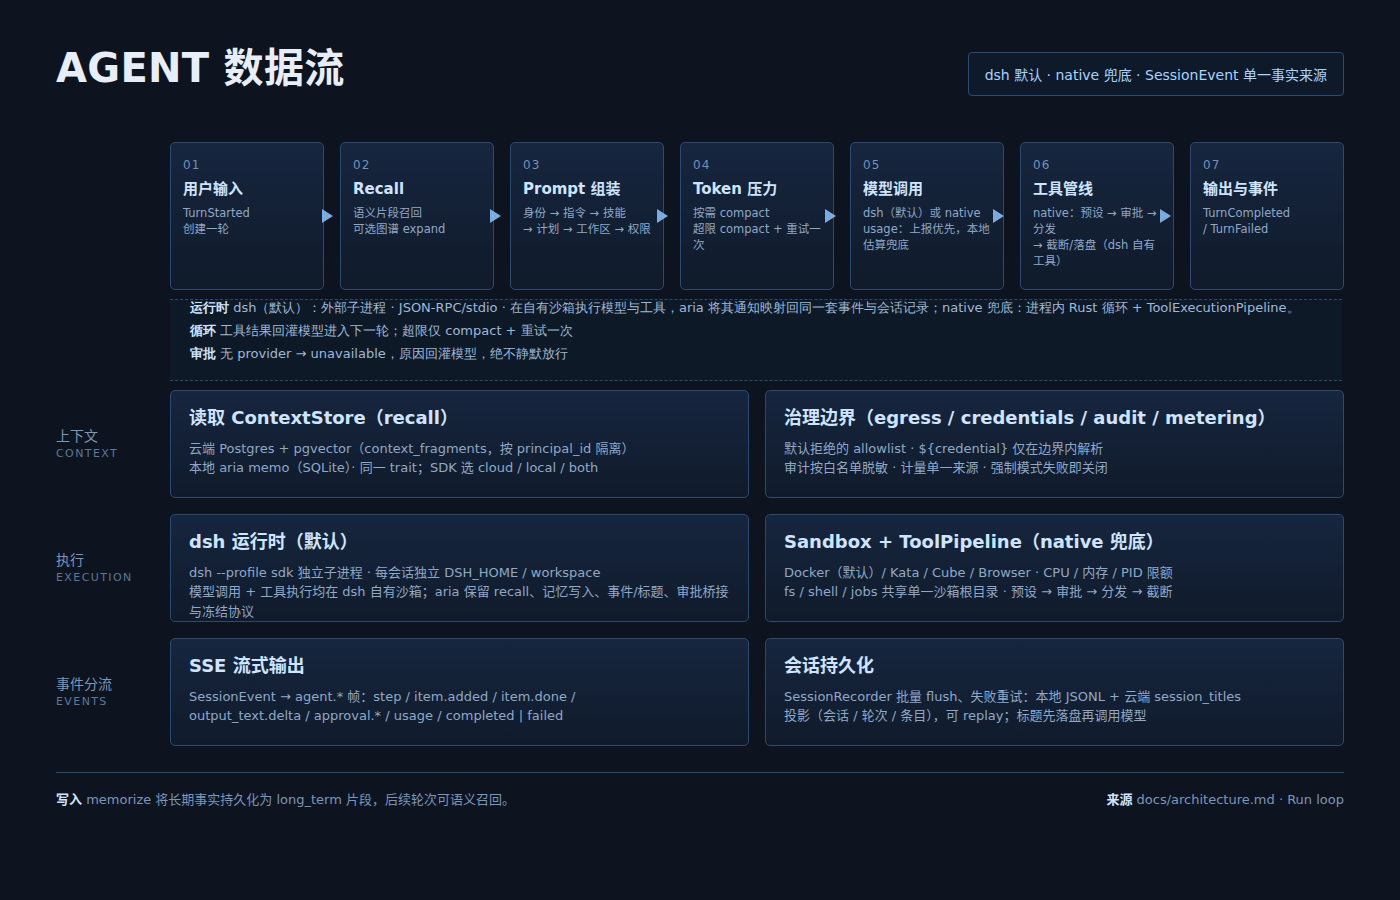 AGENT 数据流
dsh 默认 · native 兜底 · SessionEvent 单一事实来源
01
用户输入
TurnStarted
创建一轮
02
Recall
语义片段召回
可选图谱 expand
03
Prompt 组装
身份 → 指令 → 技能
→ 计划 → 工作区 → 权限
04
Token 压力
按需 compact
超限 compact + 重试一
次
05
模型调用
dsh（默认）或 native
usage：上报优先，本地
估算兜底
06
工具管线
native：预设 → 审批 →
分发
→ 截断/落盘（dsh 自有
工具）
07
输出与事件
TurnCompleted
/ TurnFailed
运行时 dsh（默认）：外部子进程 · JSON-RPC/stdio · 在自有沙箱执行模型与工具，aria 将其通知映射回同一套事件与会话记录；native 兜底：进程内 Rust 循环 + ToolExecutionPipeline。
循环 工具结果回灌模型进入下一轮；超限仅 compact + 重试一次
审批 无 provider → unavailable，原因回灌模型，绝不静默放行
上下文
CONTEXT
读取 ContextStore（recall）
云端 Postgres + pgvector（context_fragments，按 principal_id 隔离）
本地 aria memo（SQLite）· 同一 trait；SDK 选 cloud / local / both
治理边界（egress / credentials / audit / metering）
默认拒绝的 allowlist · ${credential} 仅在边界内解析
审计按白名单脱敏 · 计量单一来源 · 强制模式失败即关闭
执行
EXECUTION
dsh 运行时（默认）
dsh --profile sdk 独立子进程 · 每会话独立 DSH_HOME / workspace
模型调用 + 工具执行均在 dsh 自有沙箱；aria 保留 recall、记忆写入、事件/标题、审批桥接
与冻结协议
Sandbox + ToolPipeline（native 兜底）
Docker（默认）/ Kata / Cube / Browser · CPU / 内存 / PID 限额
fs / shell / jobs 共享单一沙箱根目录 · 预设 → 审批 → 分发 → 截断
事件分流
EVENTS
SSE 流式输出
SessionEvent → agent.* 帧：step / item.added / item.done /
output_text.delta / approval.* / usage / completed | failed
会话持久化
SessionRecorder 批量 flush、失败重试：本地 JSONL + 云端 session_titles
投影（会话 / 轮次 / 条目），可 replay；标题先落盘再调用模型
写入 memorize 将长期事实持久化为 long_term 片段，后续轮次可语义召回。
来源 docs/architecture.md · Run loop